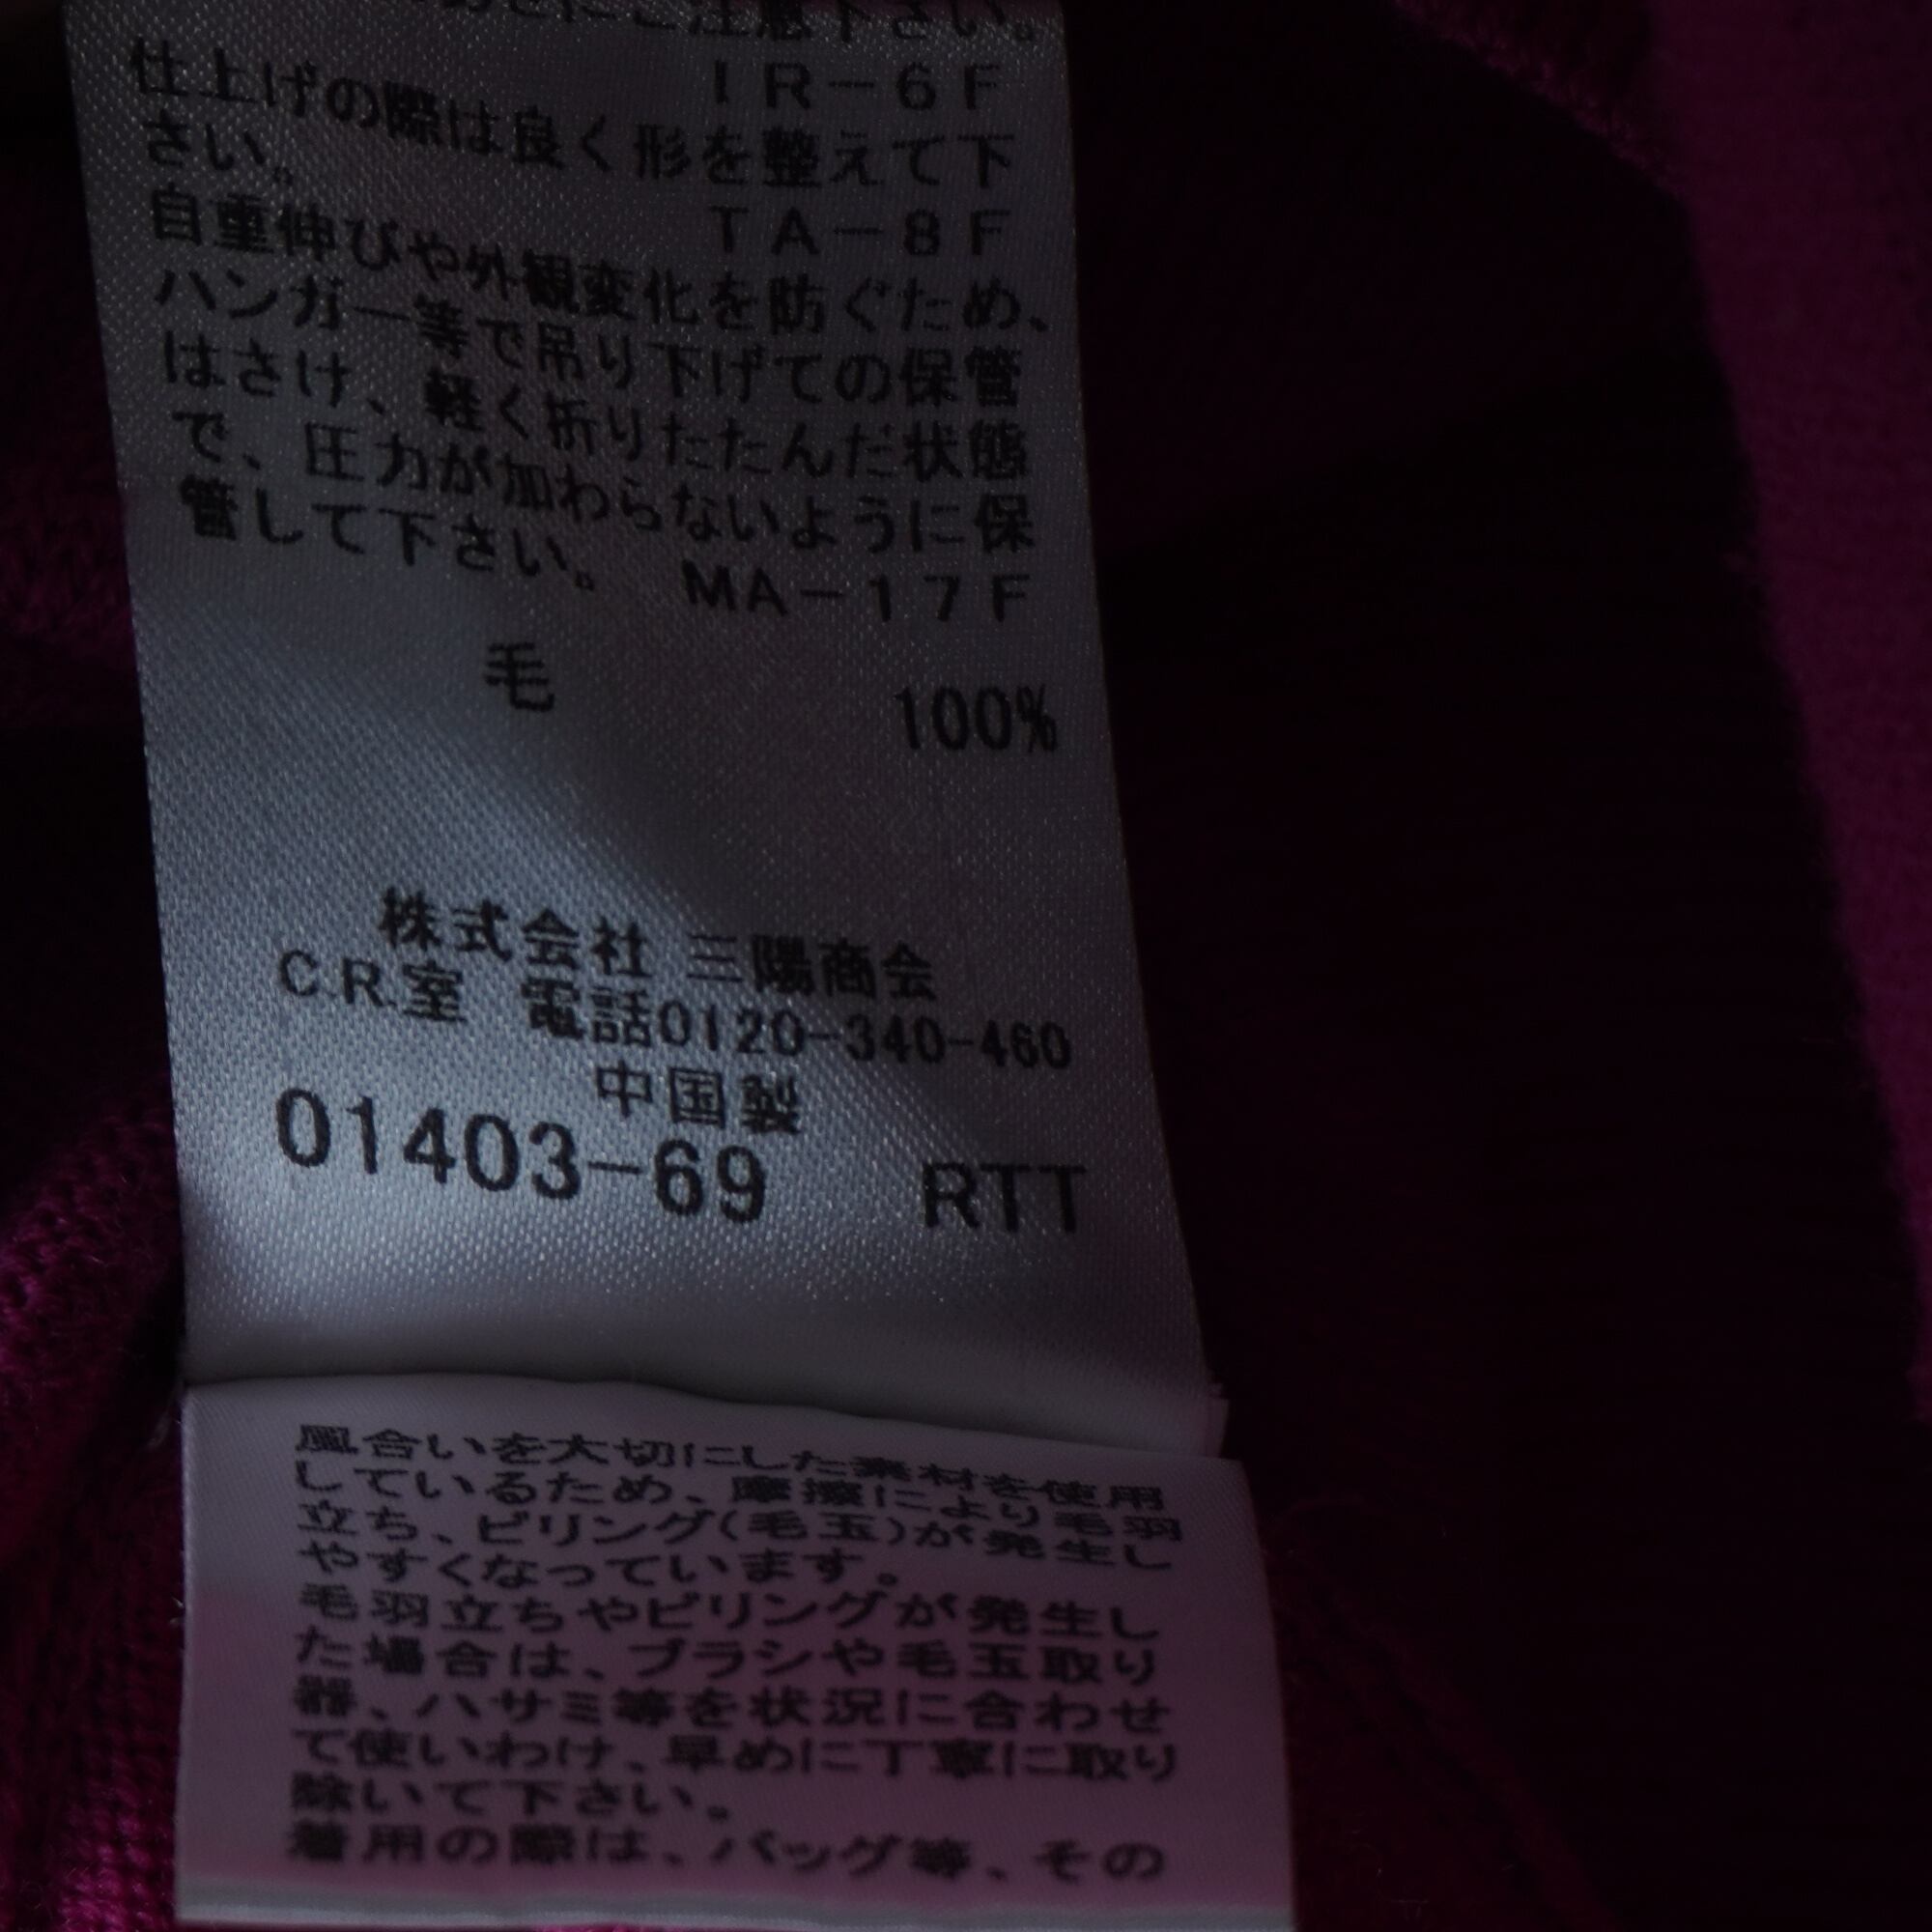 にご注意下さい。
IR-6F
仕上げの際は良く形を整えて下
さい。
TA-8F
自重伸びや外観変化を防ぐため、
ハンガー等で吊り下げての保管
はさけ、軽く折りたたんだ状態
で、圧力が加わらないように保
管して下さい。 MA-17F
毛 100%
株式会社 三陽商会
C.R.室 電話0120-340-460
中国製
01403-69 RTT
風合いを大切にした素材を使用
しているため、摩擦により毛羽
立ち、ピリング(毛玉)が発生し
やすくなっています。
毛羽立ちやピリングが発生し
た場合は、ブラシや毛玉取り
器、ハサミ等を状況に合わせ
て使いわけ、早めに丁寧に取り
除いて下さい。
着用の際は、バッグ等、その